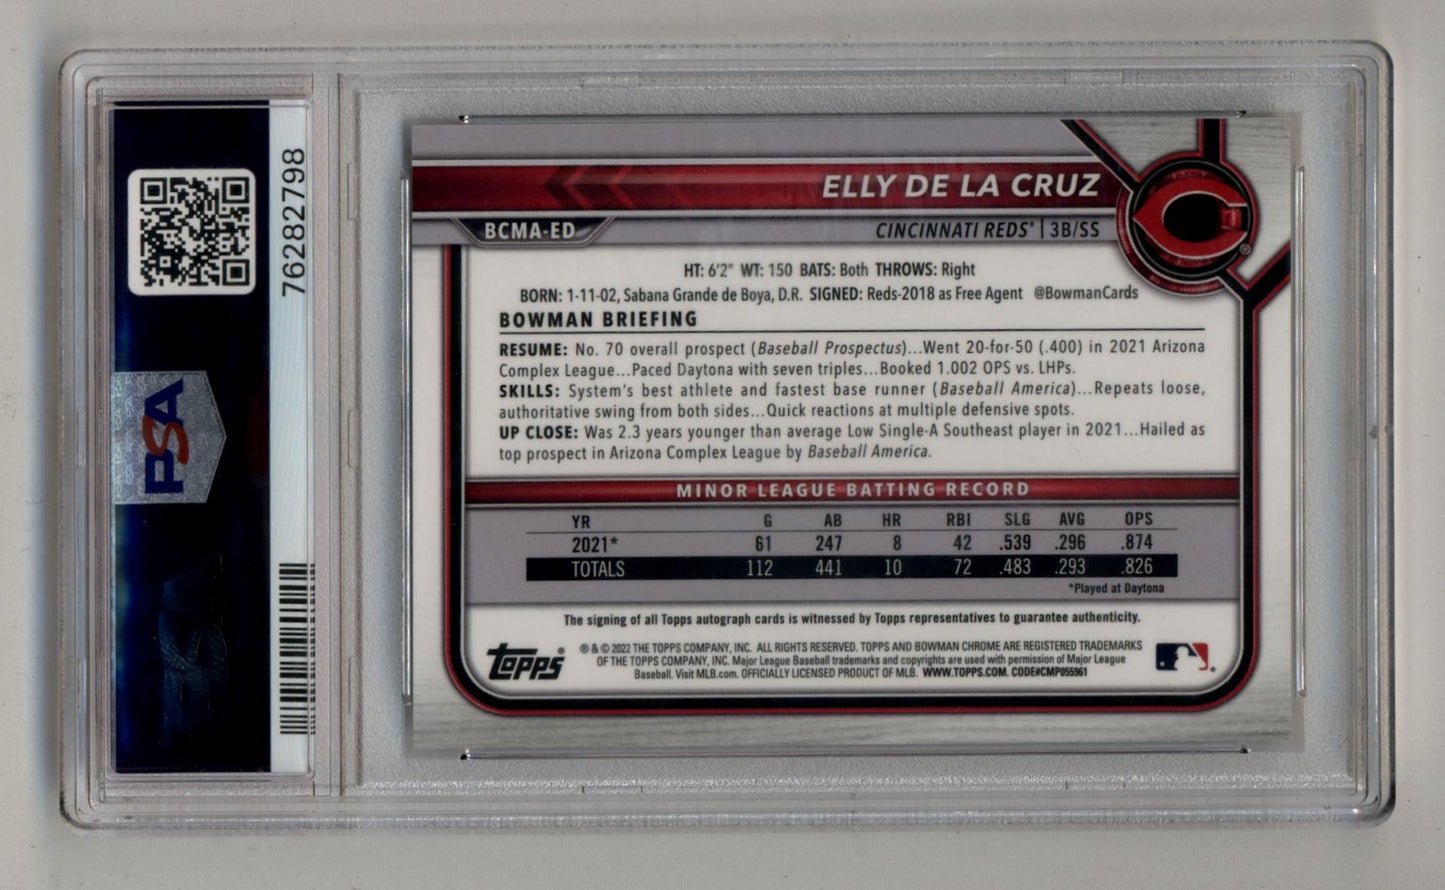 76282798
PSA
ELLY DE LA CRUZ
BCMA-ED
CINCINNATI REDS® | 3B/SS
HT: 6'2" WT: 150 BATS: Both THROWS: Right
BORN: 1-11-02, Sabana Grande de Boya, D.R. SIGNED: Reds-2018 as Free Agent @BowmanCards
BOWMAN BRIEFING
RESUME: No. 70 overall prospect (Baseball Prospectus)...Went 20-for-50 (.400) in 2021 Arizona
Complex League...Paced Daytona with seven triples...Booked 1.002 OPS vs. LHPs.
SKILLS: System's best athlete and fastest base runner (Baseball America)...Repeats loose,
authoritative swing from both sides...Quick reactions at multiple defensive spots.
UP CLOSE: Was 2.3 years younger than average Low Single-A Southeast player in 2021...Hailed as
top prospect in Arizona Complex League by Baseball America.
MINOR LEAGUE BATTING RECORD
YR G AB HR RBI SLG AVG OPS
2021* 61 247 8 42 .539 .296 .874
TOTALS 112 441 10 72 .483 .293 .826
*Played at Daytona
The signing of all Topps autograph cards is witnessed by Topps representatives to guarantee authenticity.
Topps®
® & © 2022 THE TOPPS COMPANY, INC. ALL RIGHTS RESERVED. TOPPS AND BOWMAN CHROME ARE REGISTERED TRADEMARKS
OF THE TOPPS COMPANY, INC. Major League Baseball trademarks and copyrights are used with permission of Major League
Baseball. Visit MLB.com. OFFICIALLY LICENSED PRODUCT OF MLB. WWW.TOPPS.COM. CODE#CMP055961